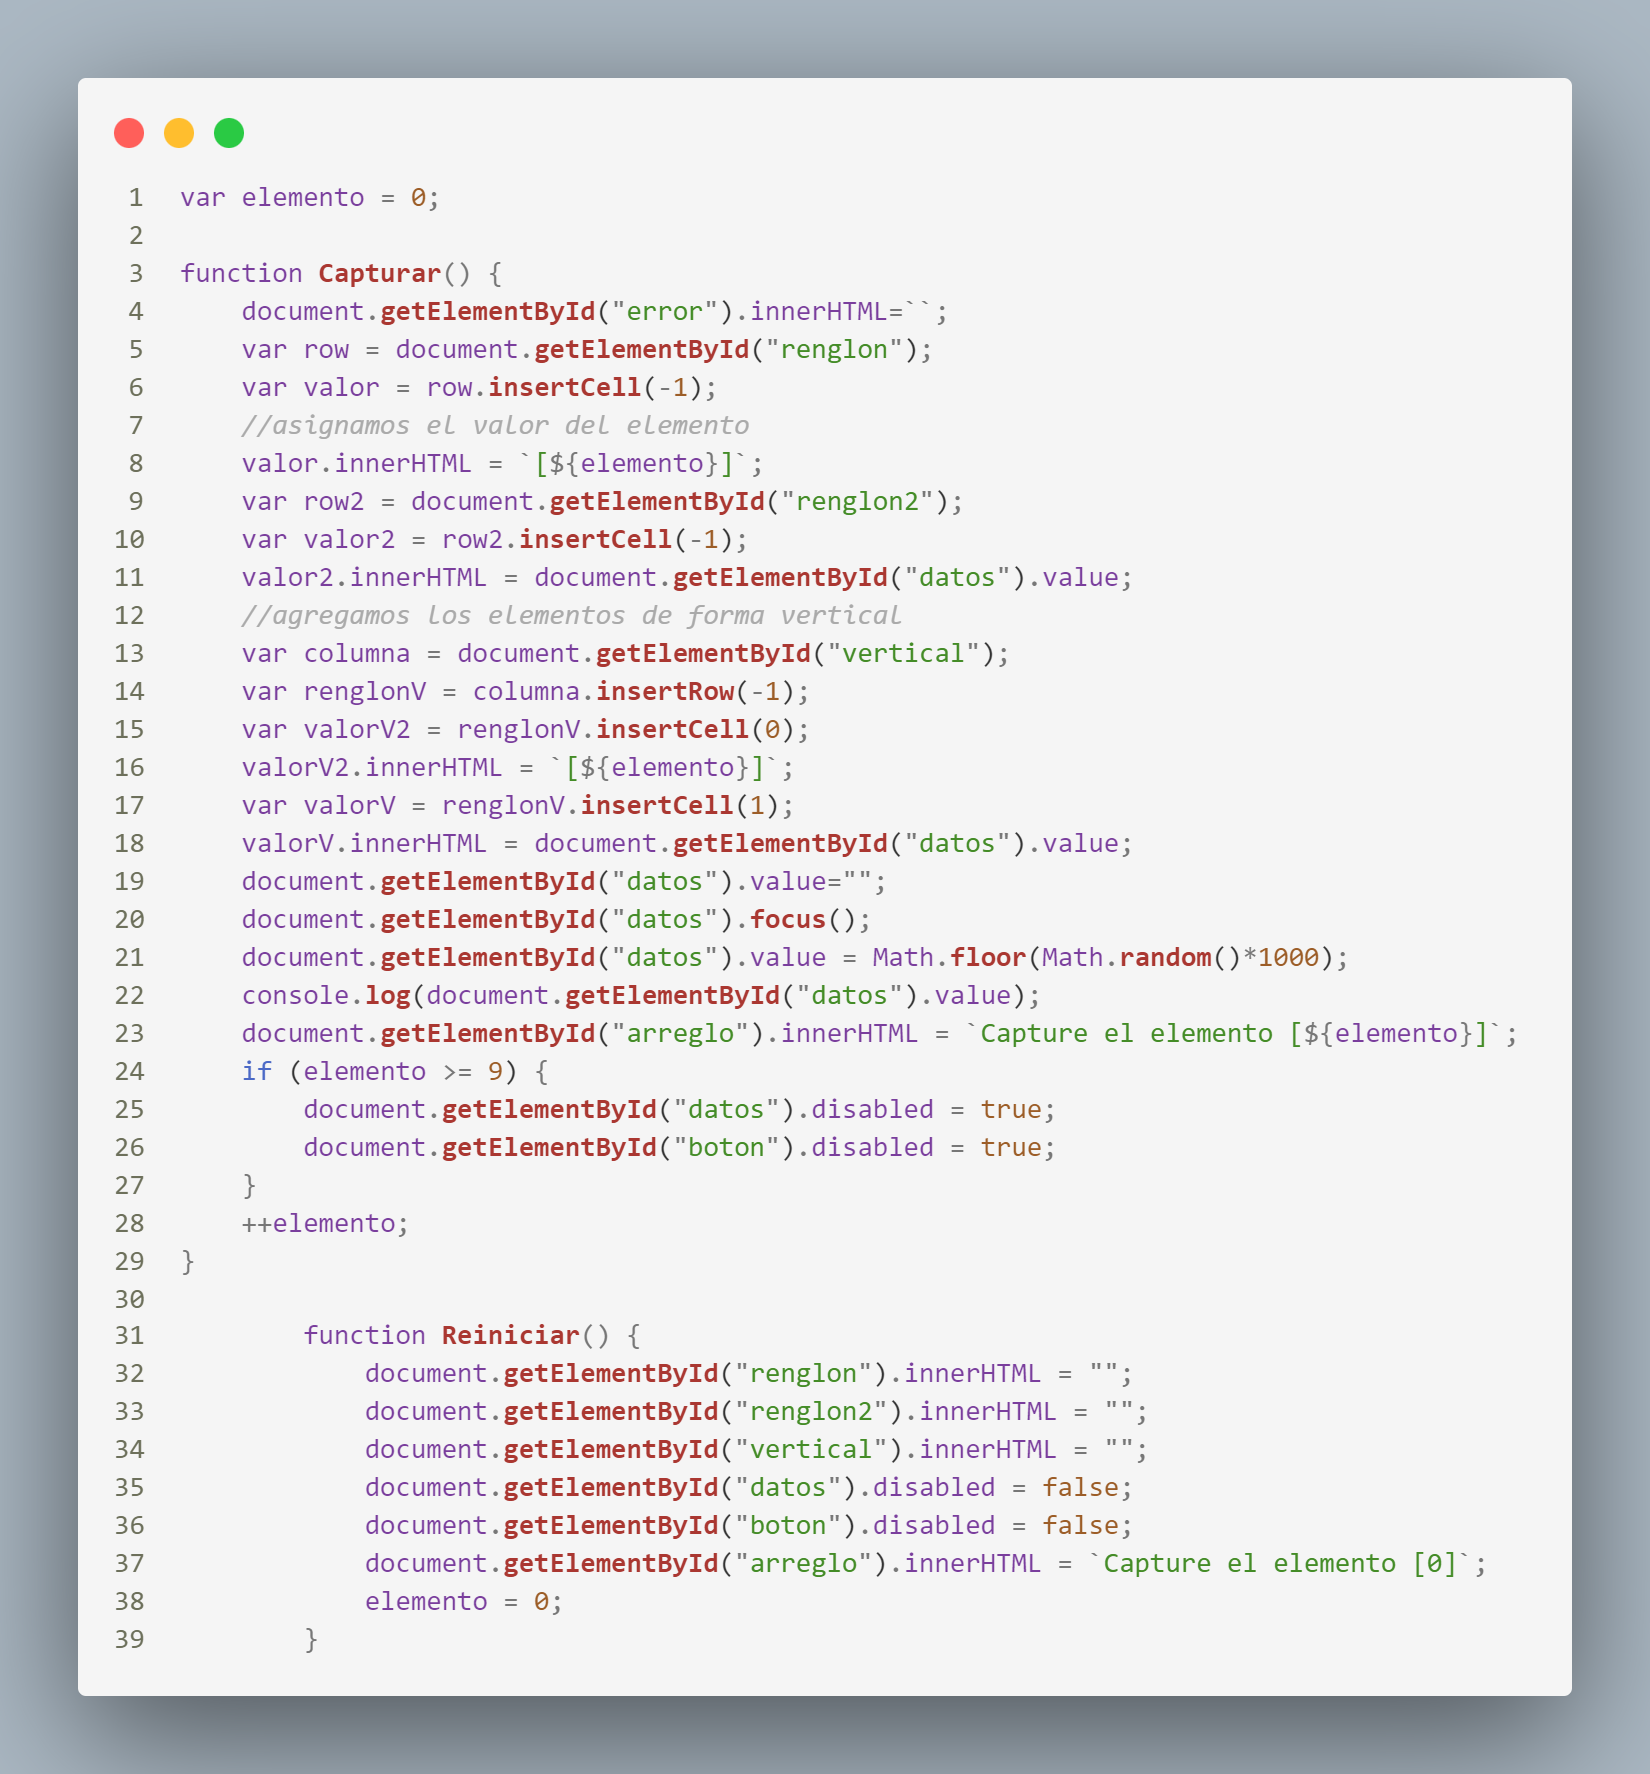 1 var elemento = 0;
2
3 function Capturar() {
4     document.getElementById("error").innerHTML=``;
5     var row = document.getElementById("renglon");
6     var valor = row.insertCell(-1);
7     //asignamos el valor del elemento
8     valor.innerHTML = `[${elemento}]`;
9     var row2 = document.getElementById("renglon2");
10     var valor2 = row2.insertCell(-1);
11     valor2.innerHTML = document.getElementById("datos").value;
12     //agregamos los elementos de forma vertical
13     var columna = document.getElementById("vertical");
14     var renglonV = columna.insertRow(-1);
15     var valorV2 = renglonV.insertCell(0);
16     valorV2.innerHTML = `[${elemento}]`;
17     var valorV = renglonV.insertCell(1);
18     valorV.innerHTML = document.getElementById("datos").value;
19     document.getElementById("datos").value="";
20     document.getElementById("datos").focus();
21     document.getElementById("datos").value = Math.floor(Math.random()*1000);
22     console.log(document.getElementById("datos").value);
23     document.getElementById("arreglo").innerHTML = `Capture el elemento [${elemento}]`;
24     if (elemento >= 9) {
25         document.getElementById("datos").disabled = true;
26         document.getElementById("boton").disabled = true;
27     }
28     ++elemento;
29 }
30
31         function Reiniciar() {
32             document.getElementById("renglon").innerHTML = "";
33             document.getElementById("renglon2").innerHTML = "";
34             document.getElementById("vertical").innerHTML = "";
35             document.getElementById("datos").disabled = false;
36             document.getElementById("boton").disabled = false;
37             document.getElementById("arreglo").innerHTML = `Capture el elemento [0]`;
38             elemento = 0;
39         }